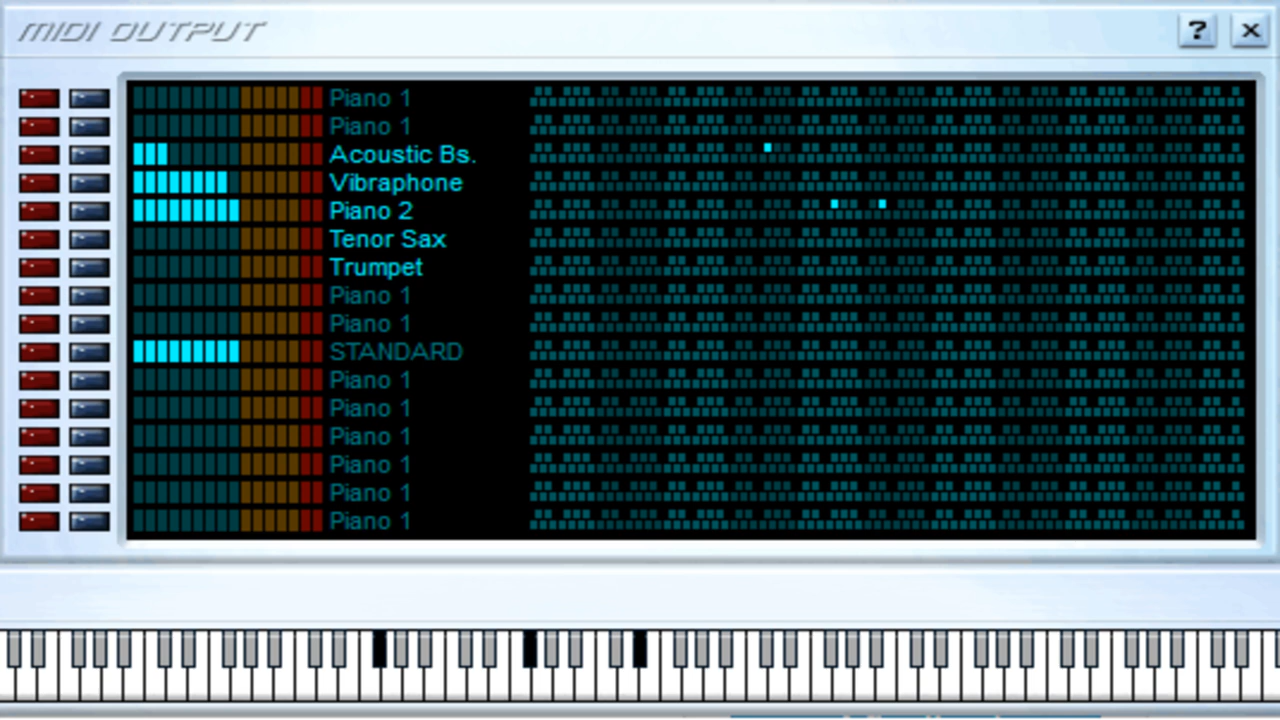 MIDI OUTPUT
? ×
Piano 1
Piano 1
Acoustic Bs.
Vibraphone
Piano 2
Tenor Sax
Trumpet
Piano 1
Piano 1
STANDARD
Piano 1
Piano 1
Piano 1
Piano 1
Piano 1
Piano 1